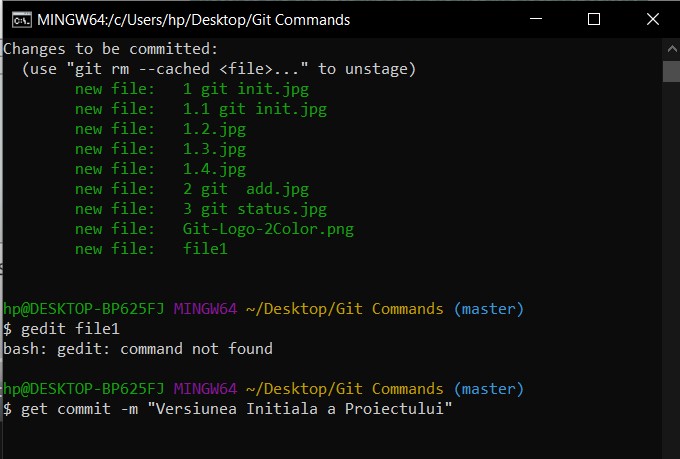 MINGW64:/c/Users/hp/Desktop/Git Commands
Changes to be committed:
  (use "git rm --cached <file>..." to unstage)
        new file:   1 git init.jpg
        new file:   1.1 git init.jpg
        new file:   1.2.jpg
        new file:   1.3.jpg
        new file:   1.4.jpg
        new file:   2 git  add.jpg
        new file:   3 git status.jpg
        new file:   Git-Logo-2Color.png
        new file:   file1
hp@DESKTOP-BP625FJ MINGW64 ~/Desktop/Git Commands (master)
$ gedit file1
bash: gedit: command not found
hp@DESKTOP-BP625FJ MINGW64 ~/Desktop/Git Commands (master)
$ get commit -m "Versiunea Initiala a Proiectului"